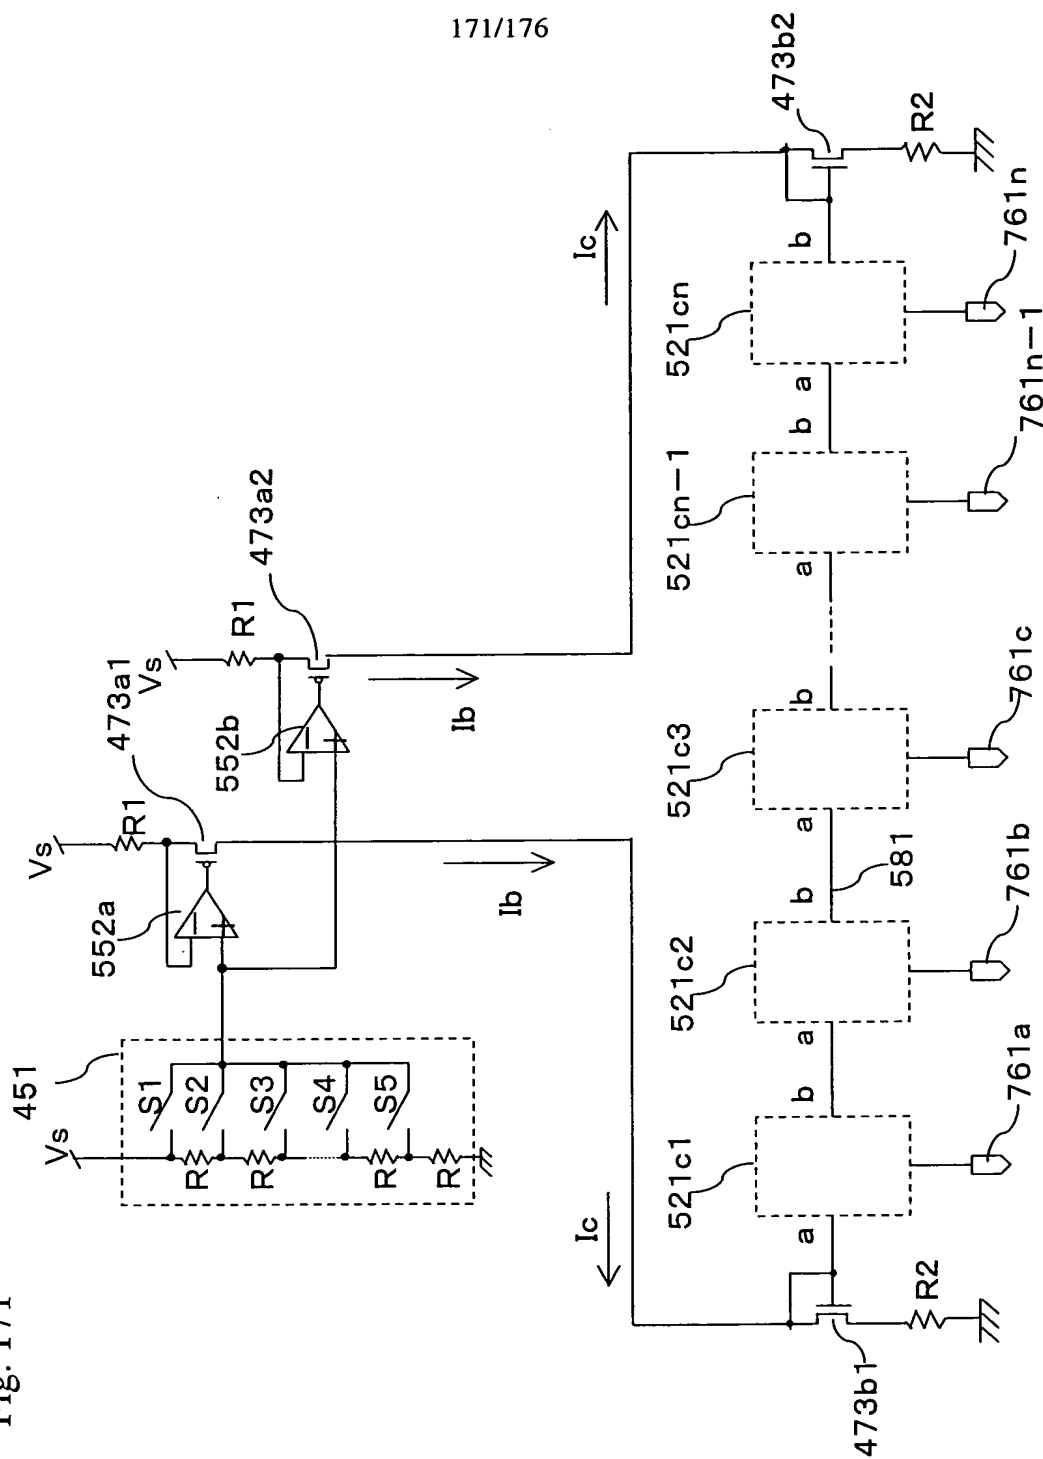 171/176
Fig. 171
Vs
451
S1
S2
S3
S4
S5
R
R
R
R
552a
Vs
R1
473a1
552b
Vs
R1
473a2
Ib
Ib
Ic
Ic
473b1
R2
a
521c1
b
761a
a
521c2
b
761b
581
a
521c3
b
761c
a
521cn-1
b
761n-1
a
521cn
b
761n
473b2
R2